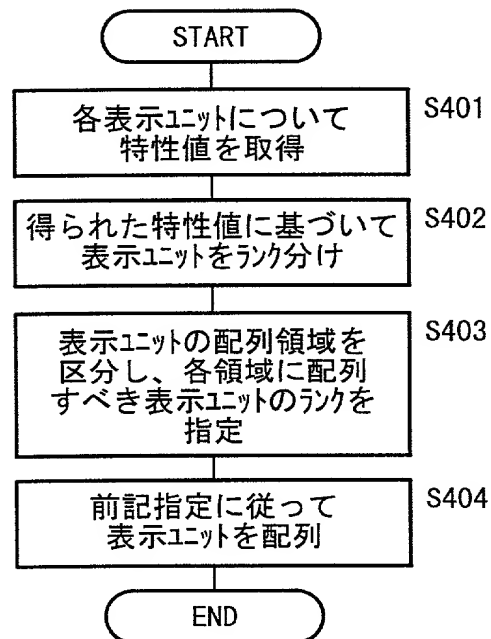 START
各表示ユニットについて
特性値を取得
S401
得られた特性値に基づいて
表示ユニットをランク分け
S402
表示ユニットの配列領域を
区分し、各領域に配列
すべき表示ユニットのランクを
指定
S403
前記指定に従って
表示ユニットを配列
S404
END